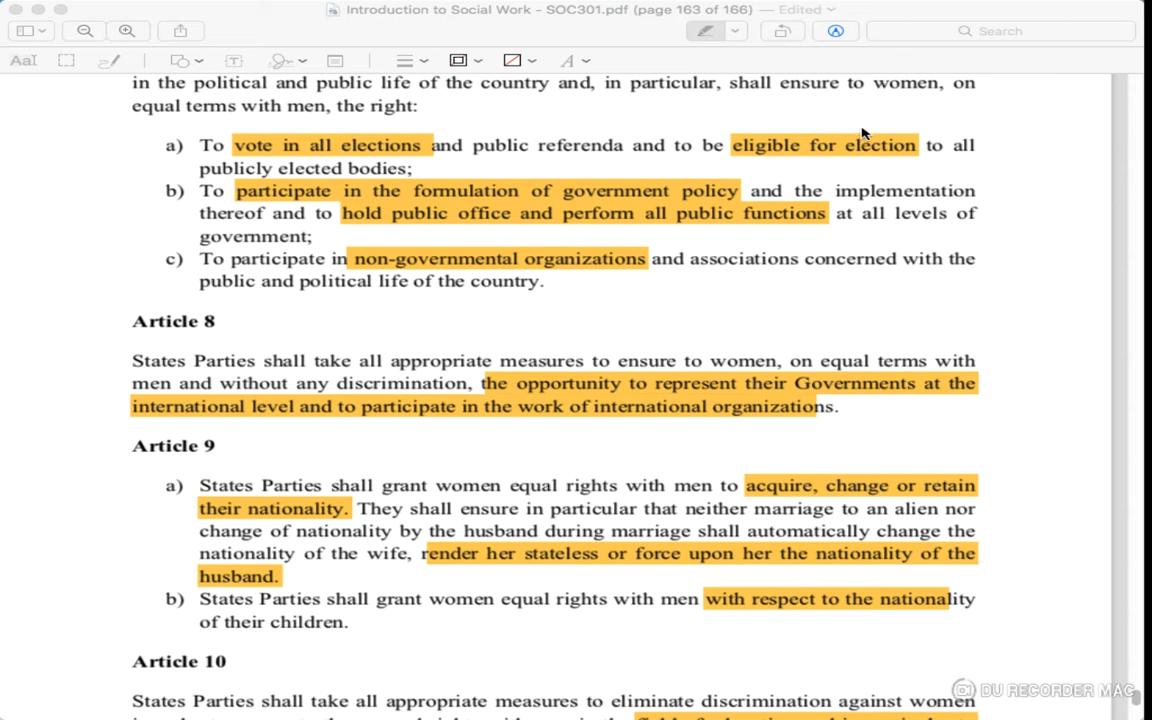 Introduction to Social Work - SOC301.pdf (page 163 of 166) — Edited
Search
AaI
T
A
in the political and public life of the country and, in particular, shall ensure to women, on
equal terms with men, the right:
a) To vote in all elections and public referenda and to be eligible for election to all
publicly elected bodies;
b) To participate in the formulation of government policy and the implementation
thereof and to hold public office and perform all public functions at all levels of
government;
c) To participate in non-governmental organizations and associations concerned with the
public and political life of the country.
Article 8
States Parties shall take all appropriate measures to ensure to women, on equal terms with
men and without any discrimination, the opportunity to represent their Governments at the
international level and to participate in the work of international organizations.
Article 9
a) States Parties shall grant women equal rights with men to acquire, change or retain
their nationality. They shall ensure in particular that neither marriage to an alien nor
change of nationality by the husband during marriage shall automatically change the
nationality of the wife, render her stateless or force upon her the nationality of the
husband.
b) States Parties shall grant women equal rights with men with respect to the nationality
of their children.
Article 10
States Parties shall take all appropriate measures to eliminate discrimination against women
DU RECORDER MAC